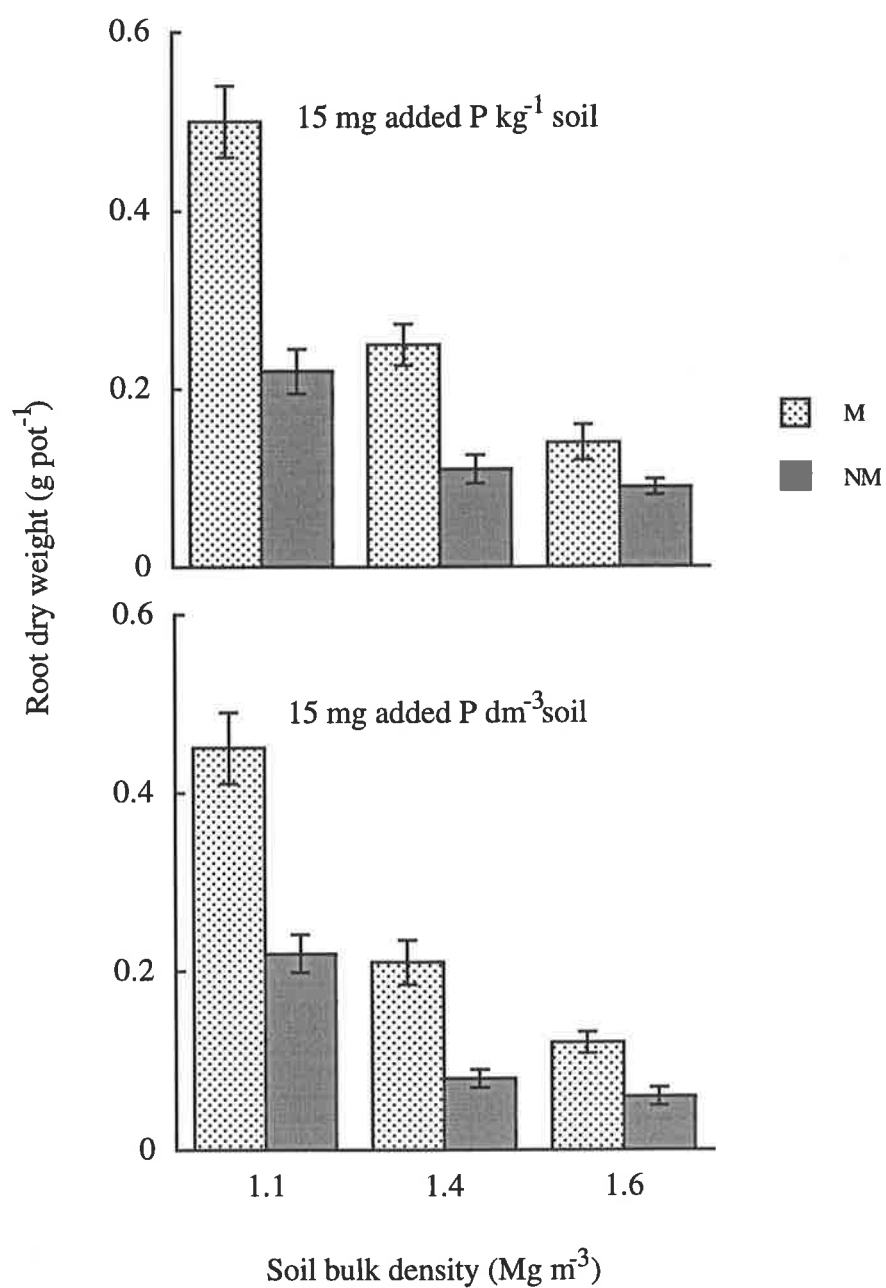 0.6
15 mg added P kg⁻¹ soil
0.4
0.2
0
M
NM
Root dry weight (g pot⁻¹)
0.6
15 mg added P dm⁻³soil
0.4
0.2
0
1.1 1.4 1.6
Soil bulk density (Mg m⁻³)